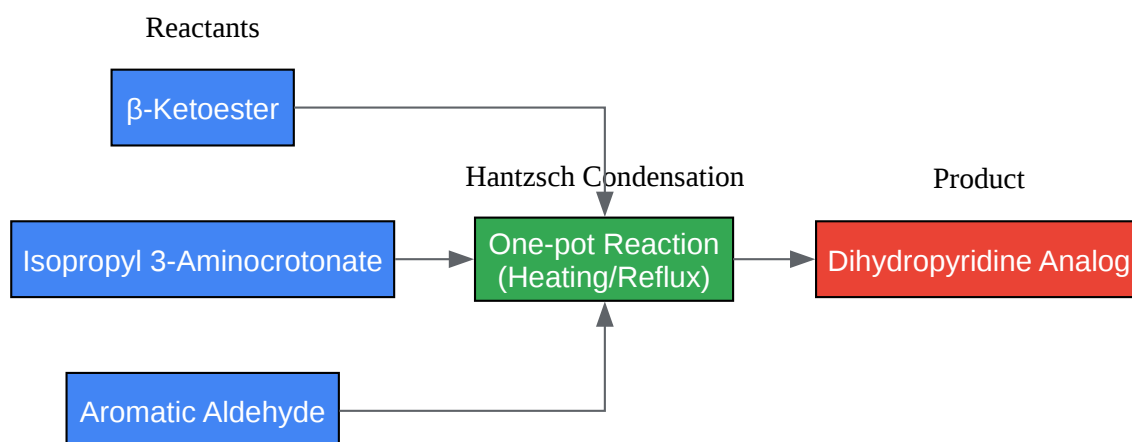 Reactants
β-Ketoester
Hantzsch Condensation
Product
Isopropyl 3-Aminocrotonate
One-pot Reaction
(Heating/Reflux)
Dihydropyridine Analog
Aromatic Aldehyde